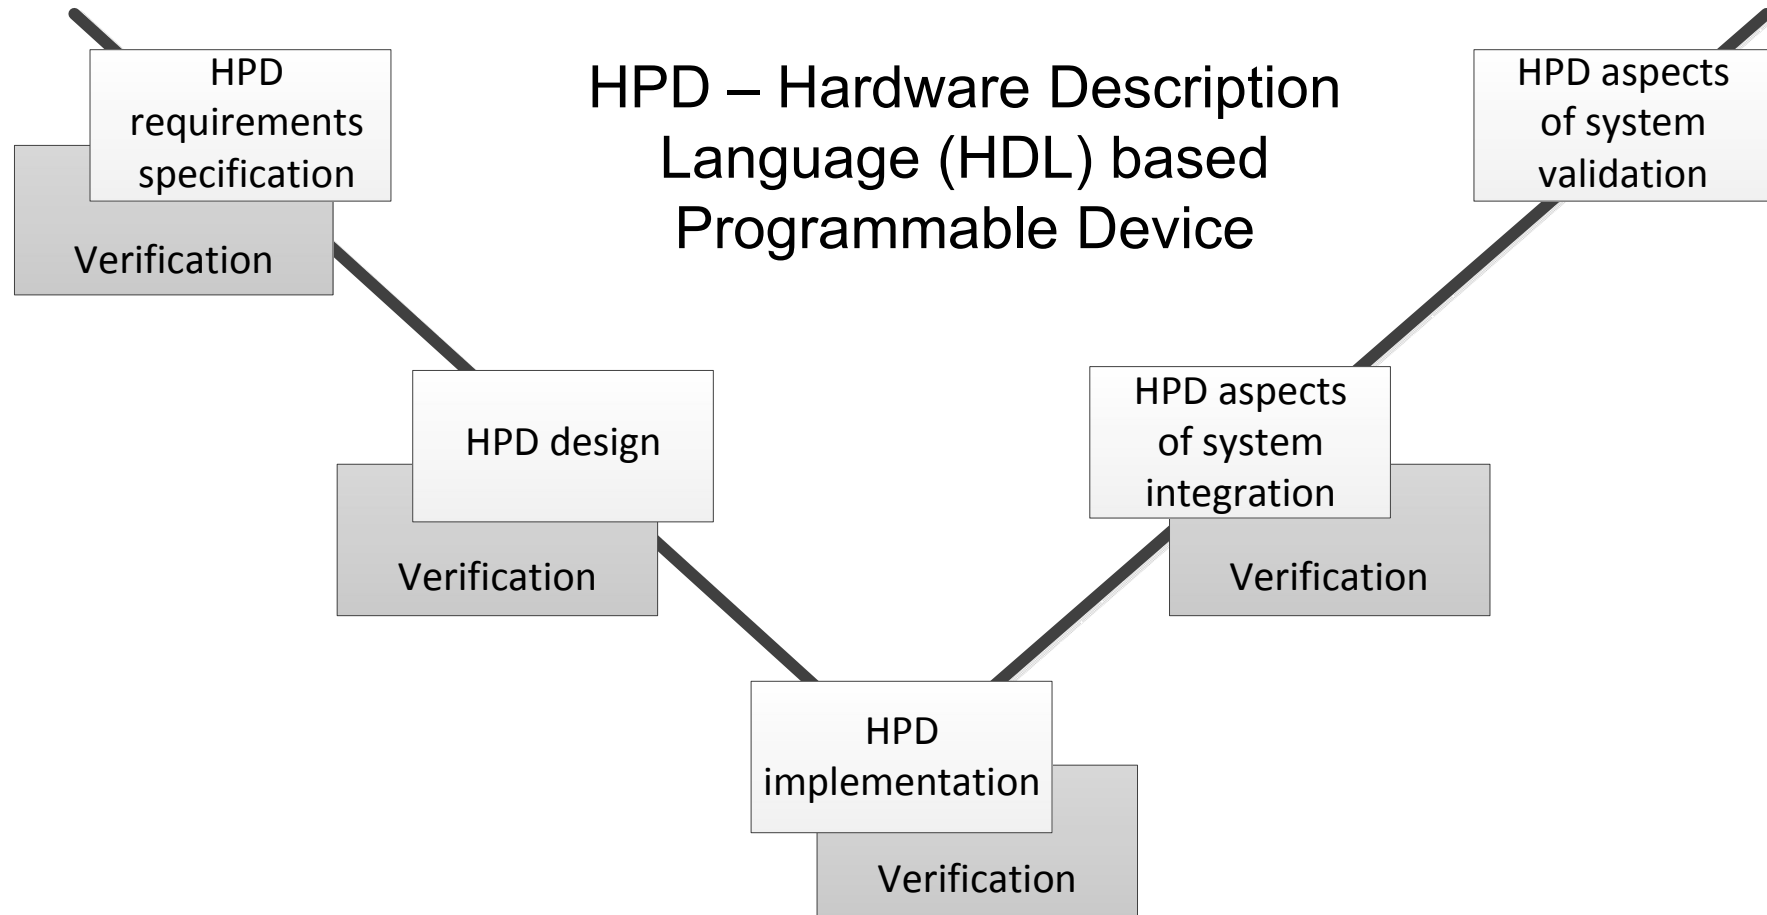 HPD
requirements
specification
Verification
HPD – Hardware Description
Language (HDL) based
Programmable Device
HPD aspects
of system
validation
HPD design
Verification
HPD aspects
of system
integration
Verification
HPD
implementation
Verification